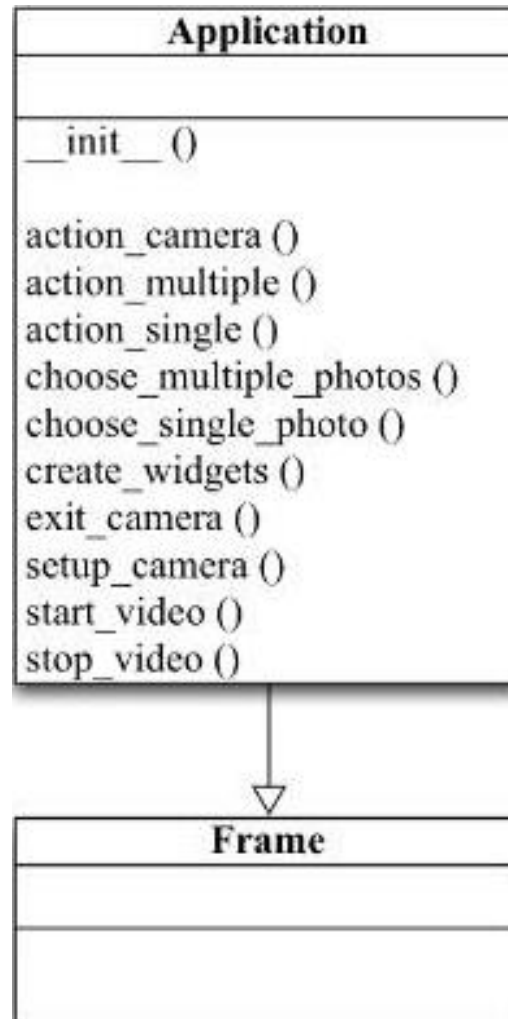 Application
__init__ ()
action_camera ()
action_multiple ()
action_single ()
choose_multiple_photos ()
choose_single_photo ()
create_widgets ()
exit_camera ()
setup_camera ()
start_video ()
stop_video ()
Frame